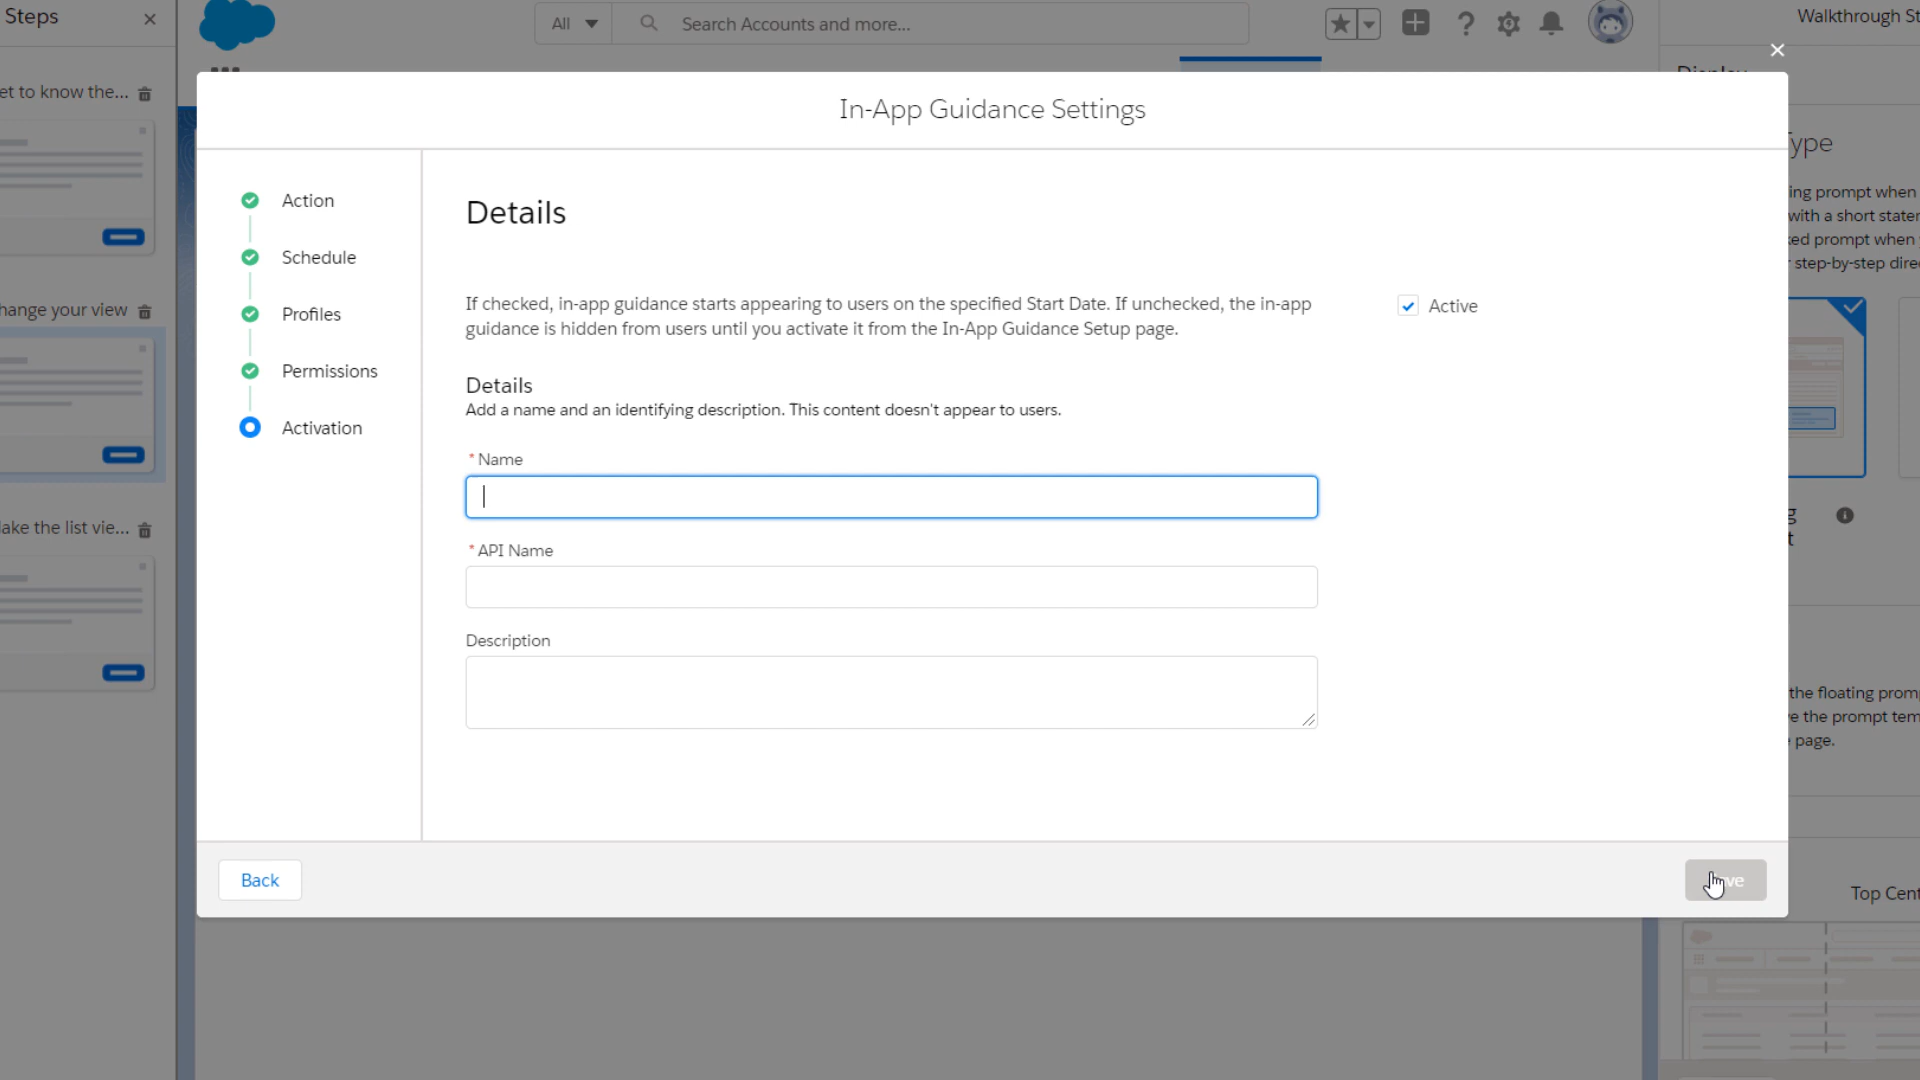 Steps
All
Search Accounts and more...
Walkthrough St
et to know the...
hange your view
ake the list vie...
In-App Guidance Settings
Action
Schedule
Profiles
Permissions
Activation
Details
If checked, in-app guidance starts appearing to users on the specified Start Date. If unchecked, the in-app
guidance is hidden from users until you activate it from the In-App Guidance Setup page.
Active
Details
Add a name and an identifying description. This content doesn't appear to users.
* Name
* API Name
Description
Back
ype
ing prompt when
with a short stater
ked prompt when
step-by-step dire
g
t
the floating prom
e the prompt tem
page.
Top Cent